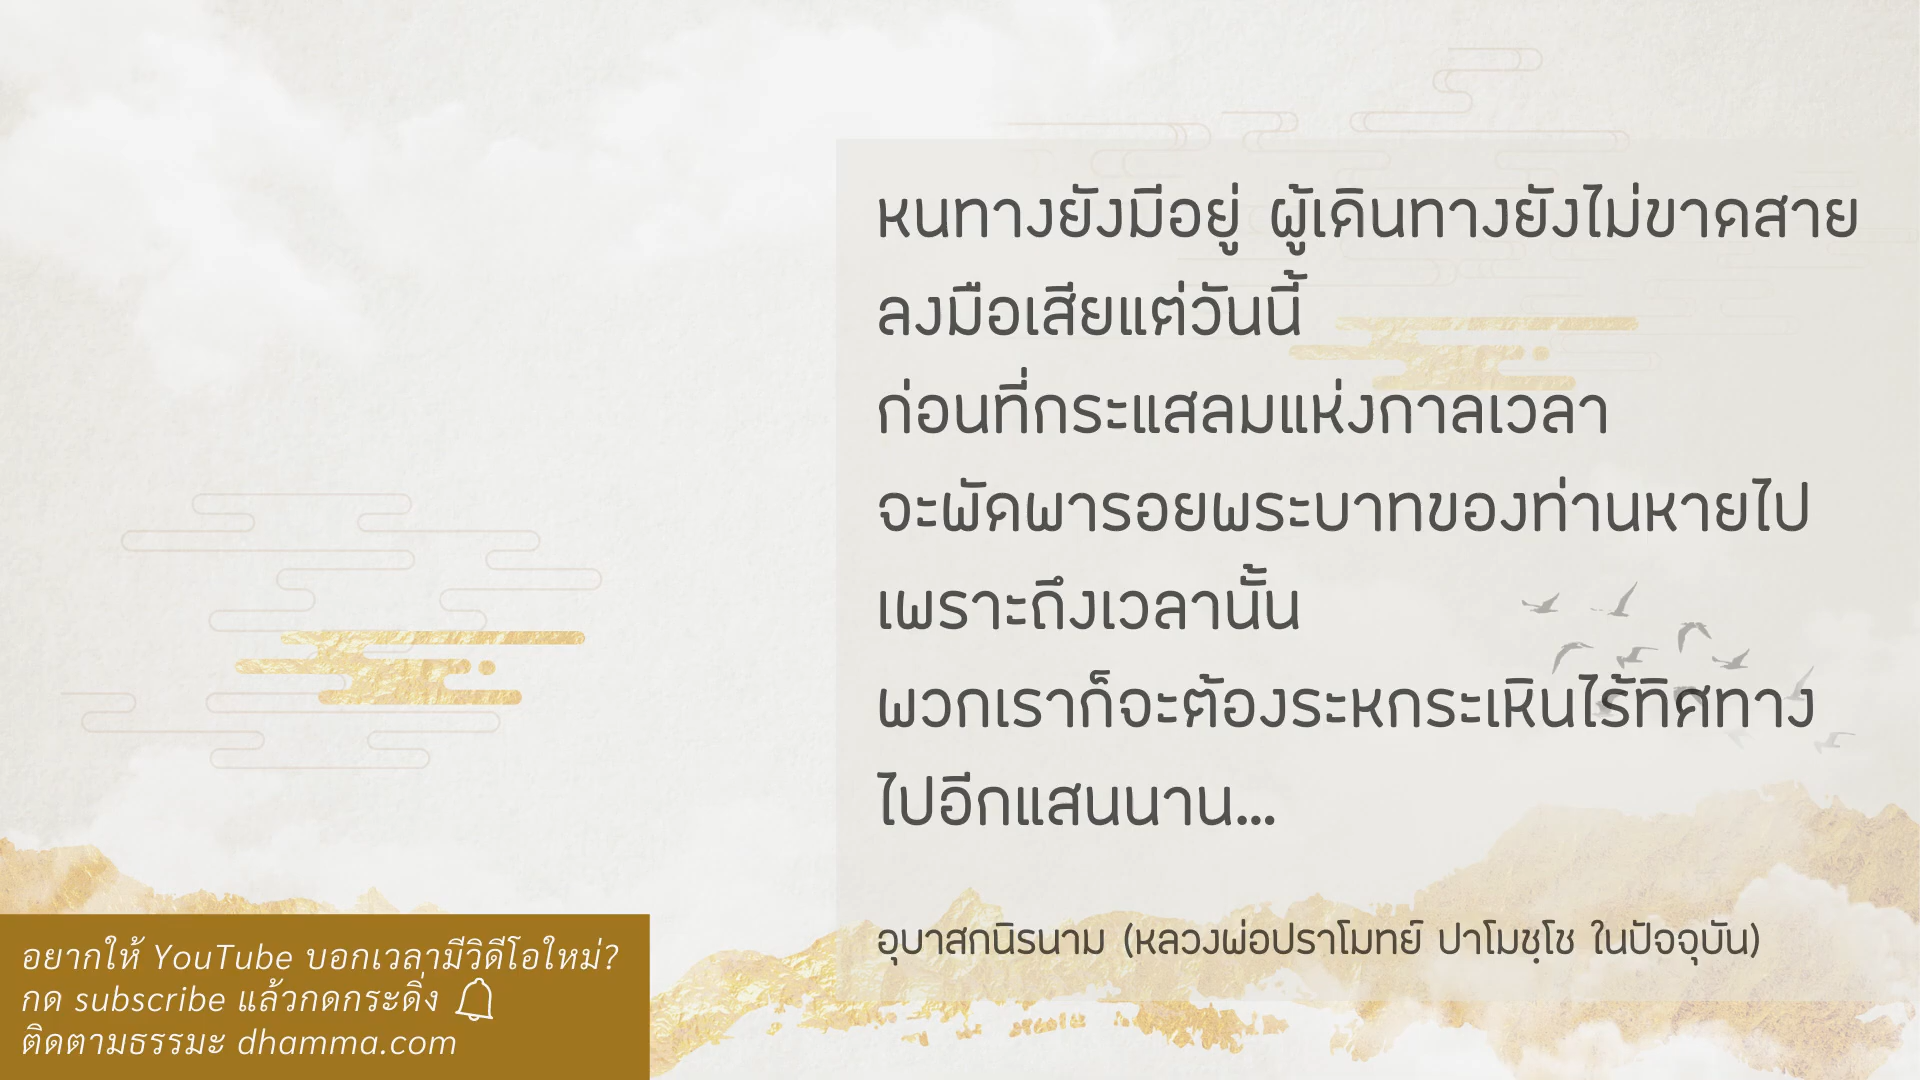 หนทางยังมีอยู่ ผู้เดินทางยังไม่ขาดสาย
ลงมือเสียแต่วันนี้
ก่อนที่กระแสลมแห่งกาลเวลา
จะพัดพารอยพระบาทของท่านหายไป
เพราะถึงเวลานั้น
พวกเราก็จะต้องระหกระเหินไร้ทิศทาง
ไปอีกแสนนาน...
อุบาสกนิรนาม (หลวงพ่อปราโมทย์ ปาโมชฺโช ในปัจจุบัน)
อยากให้ YouTube บอกเวลามีวิดีโอใหม่?
กด subscribe แล้วกดกระดิ่ง
ติดตามธรรมะ dhamma.com